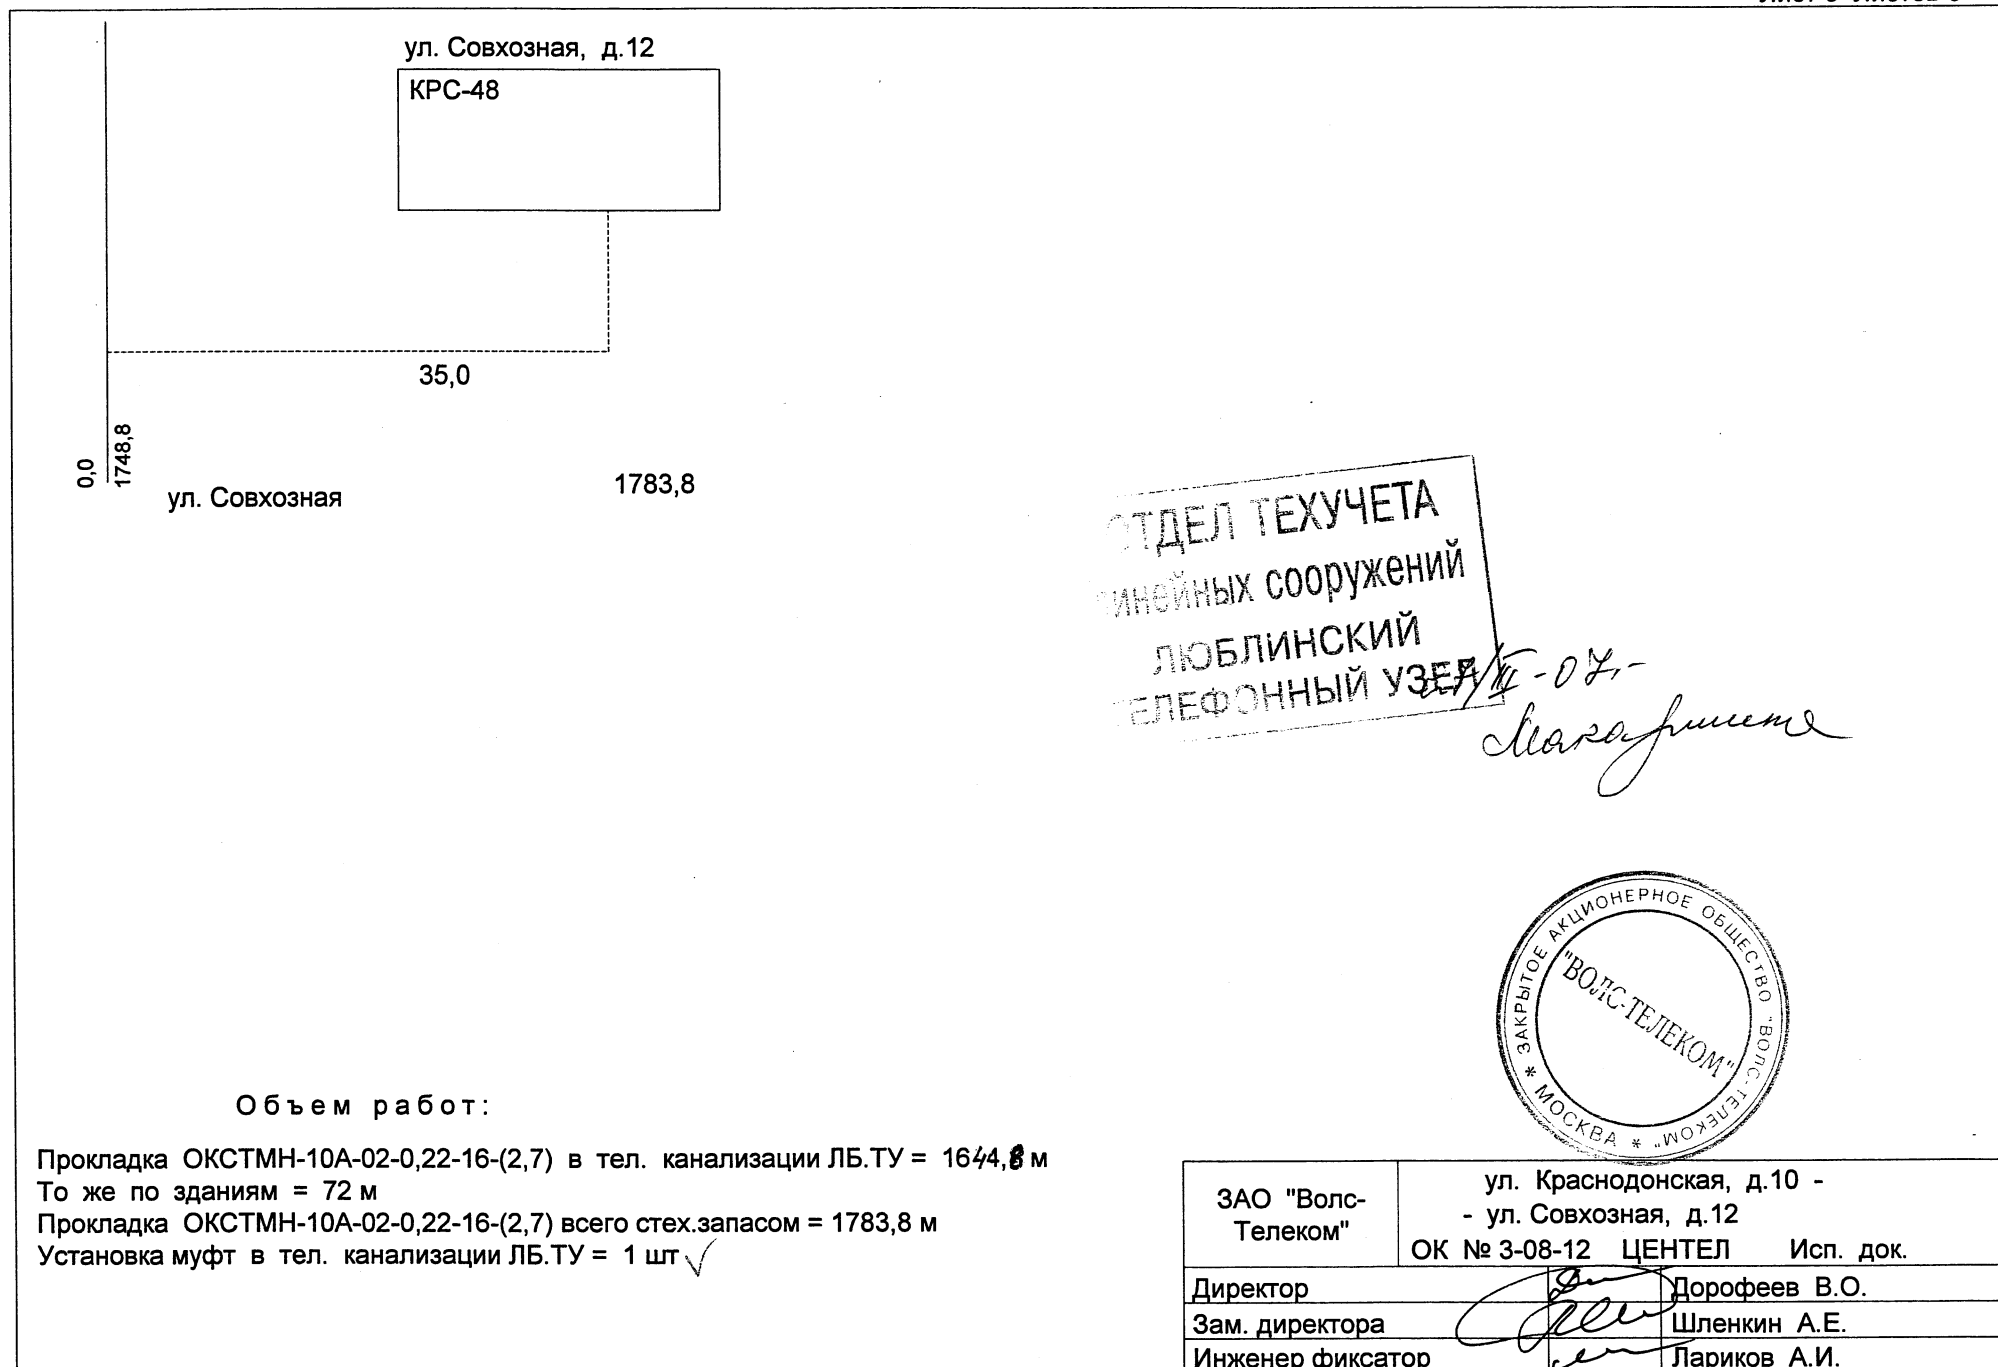 ул. Совхозная, д.12
КРС-48
35,0
0,0
1748,8
ул. Совхозная
1783,8
ОТДЕЛ ТЕХУЧЕТА
линейных сооружений
ЛЮБЛИНСКИЙ
ТЕЛЕФОННЫЙ УЗЕЛ
III-07.-
ЗАКРЫТОЕ АКЦИОНЕРНОЕ ОБЩЕСТВО "ВОЛС-ТЕЛЕКОМ" * МОСКВА *
"ВОЛС-ТЕЛЕКОМ"
Объем работ:
Прокладка ОКСТМН-10А-02-0,22-16-(2,7) в тел. канализации ЛБ.ТУ = 1644,8 м
То же по зданиям = 72 м
Прокладка ОКСТМН-10А-02-0,22-16-(2,7) всего стех.запасом = 1783,8 м
Установка муфт в тел. канализации ЛБ.ТУ = 1 шт √
ЗАО "Волс-
Телеком"
ул. Краснодонская, д.10 -
- ул. Совхозная, д.12
ОК № 3-08-12 ЦЕНТЕЛ Исп. док.
Директор Дорофеев В.О.
Зам. директора Шленкин А.Е.
Инженер фиксатор Лариков А.И.